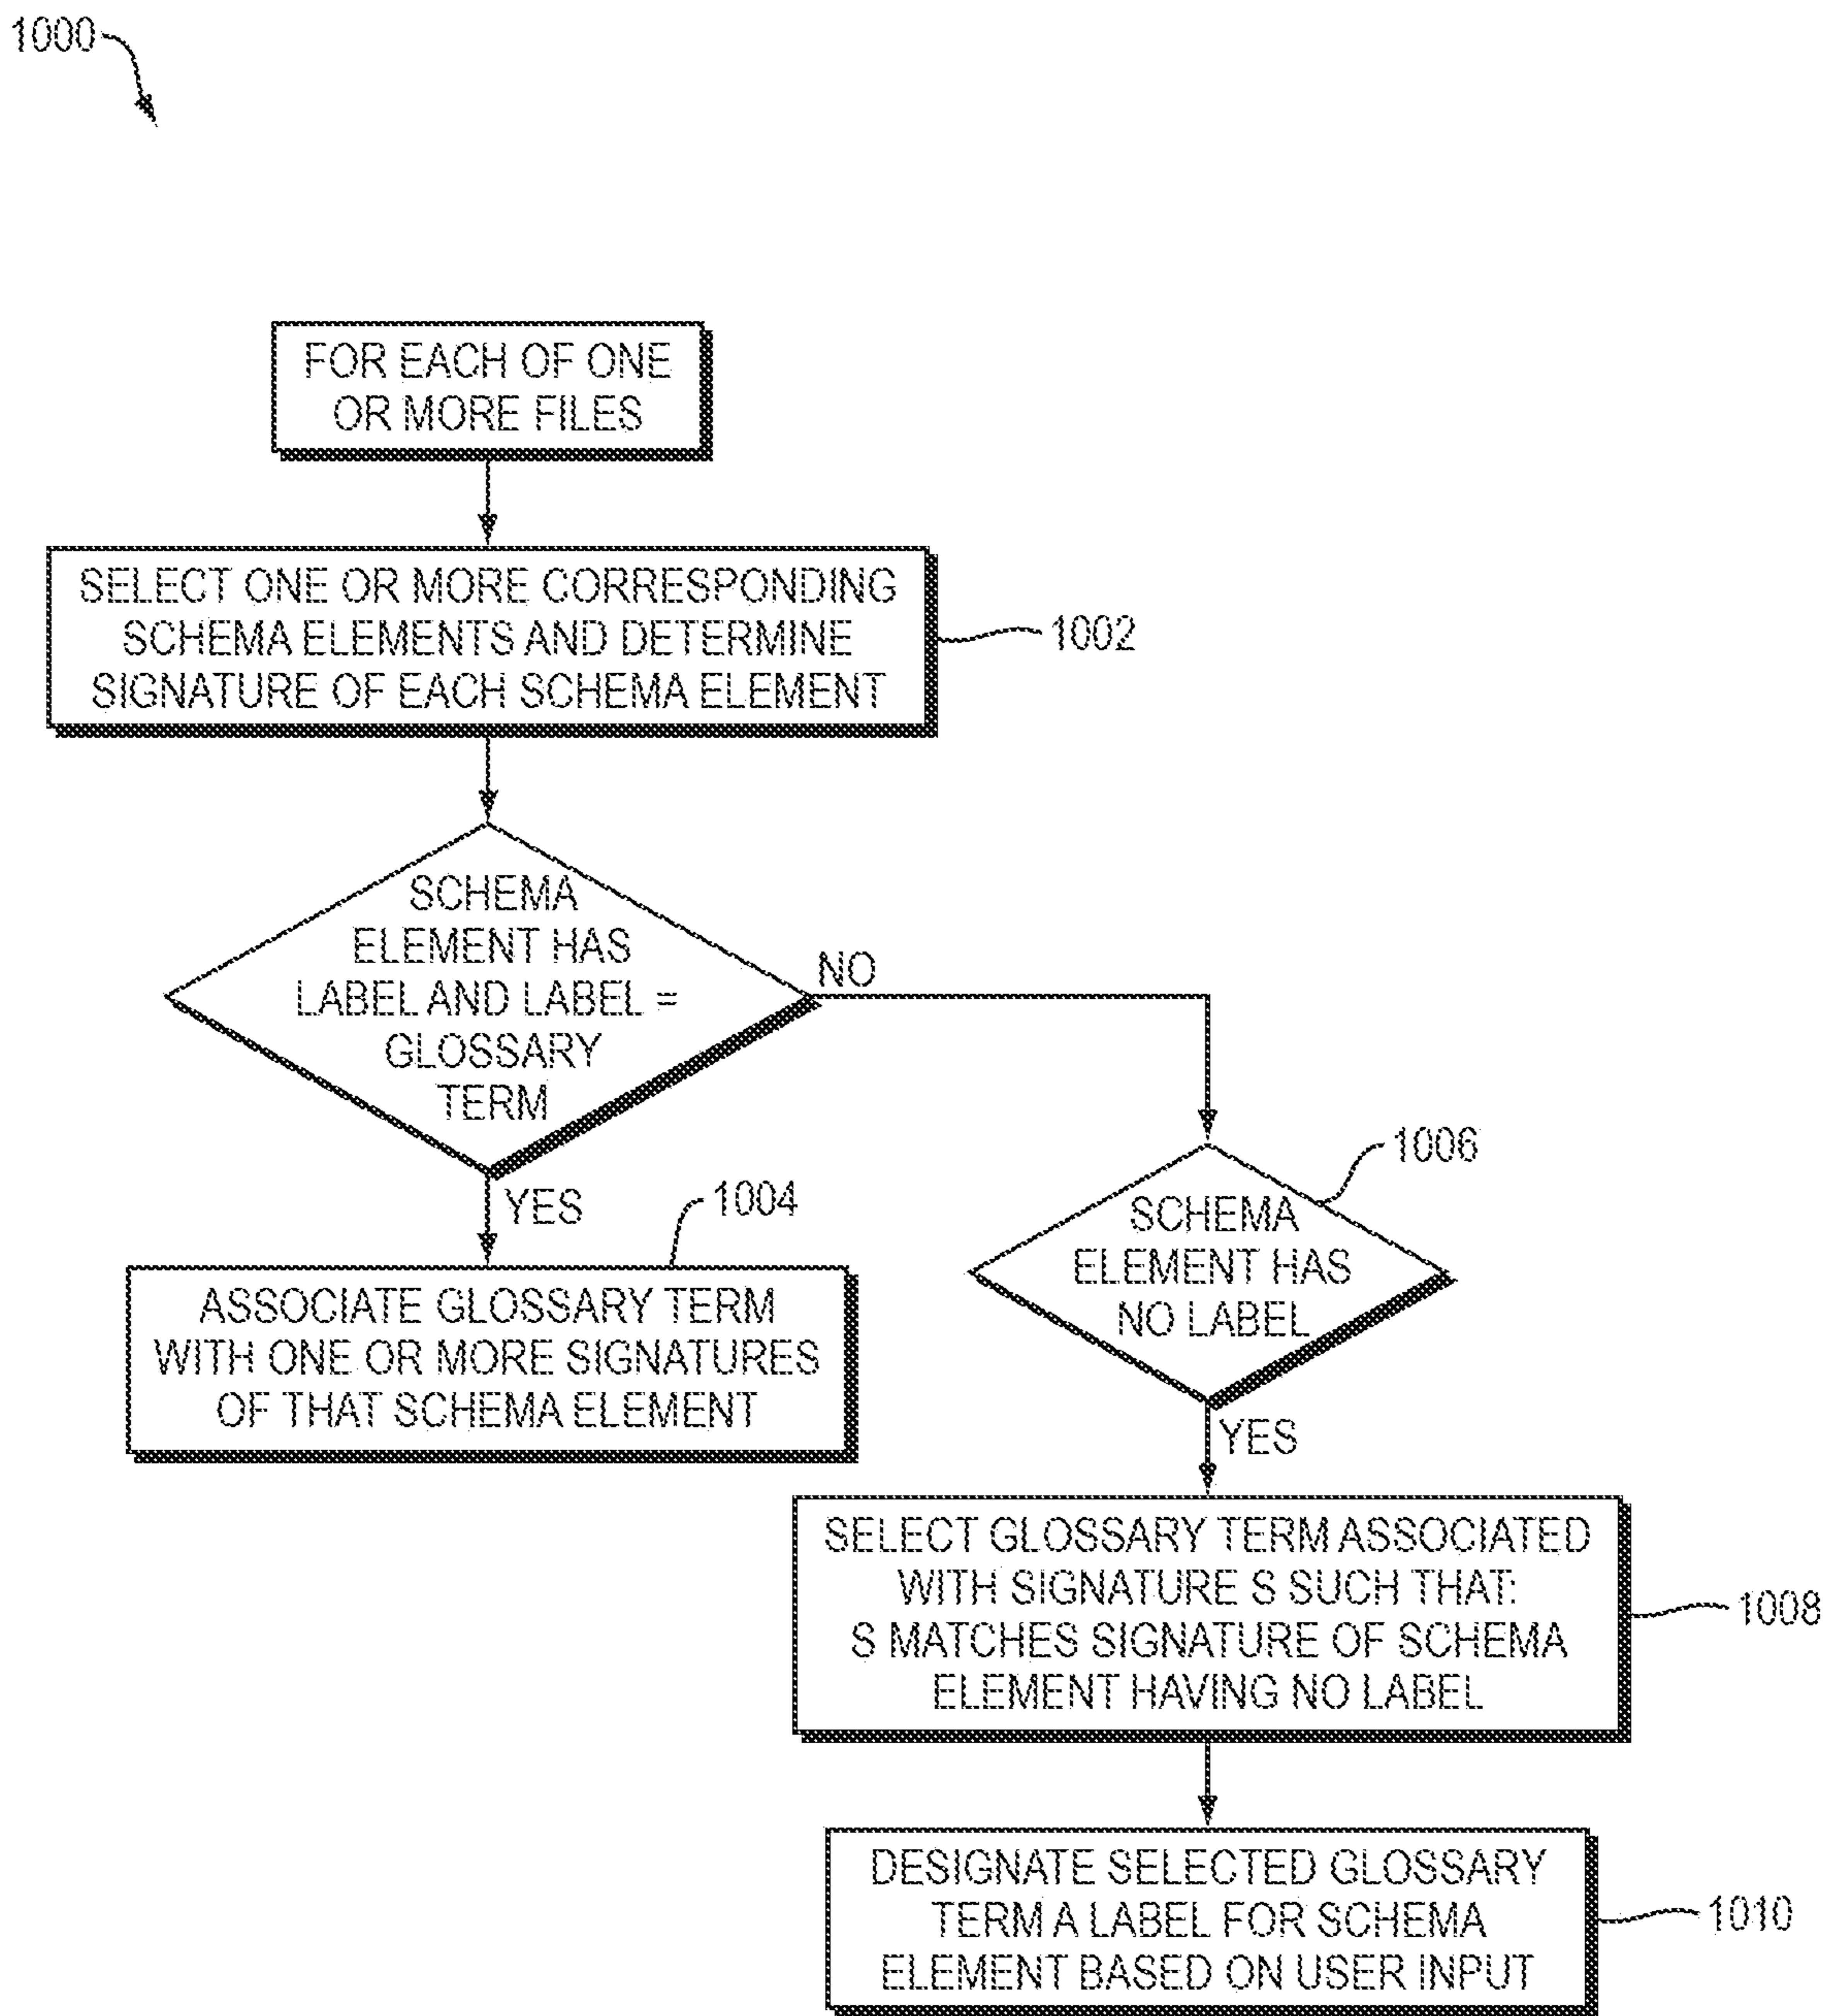 1000
FOR EACH OF ONE
OR MORE FILES
SELECT ONE OR MORE CORRESPONDING
SCHEMA ELEMENTS AND DETERMINE
SIGNATURE OF EACH SCHEMA ELEMENT
1002
SCHEMA
ELEMENT HAS
LABEL AND LABEL =
GLOSSARY
TERM
NO
YES
1004
ASSOCIATE GLOSSARY TERM
WITH ONE OR MORE SIGNATURES
OF THAT SCHEMA ELEMENT
1006
SCHEMA
ELEMENT HAS
NO LABEL
YES
SELECT GLOSSARY TERM ASSOCIATED
WITH SIGNATURE S SUCH THAT:
S MATCHES SIGNATURE OF SCHEMA
ELEMENT HAVING NO LABEL
1008
DESIGNATE SELECTED GLOSSARY
TERM A LABEL FOR SCHEMA
ELEMENT BASED ON USER INPUT
1010